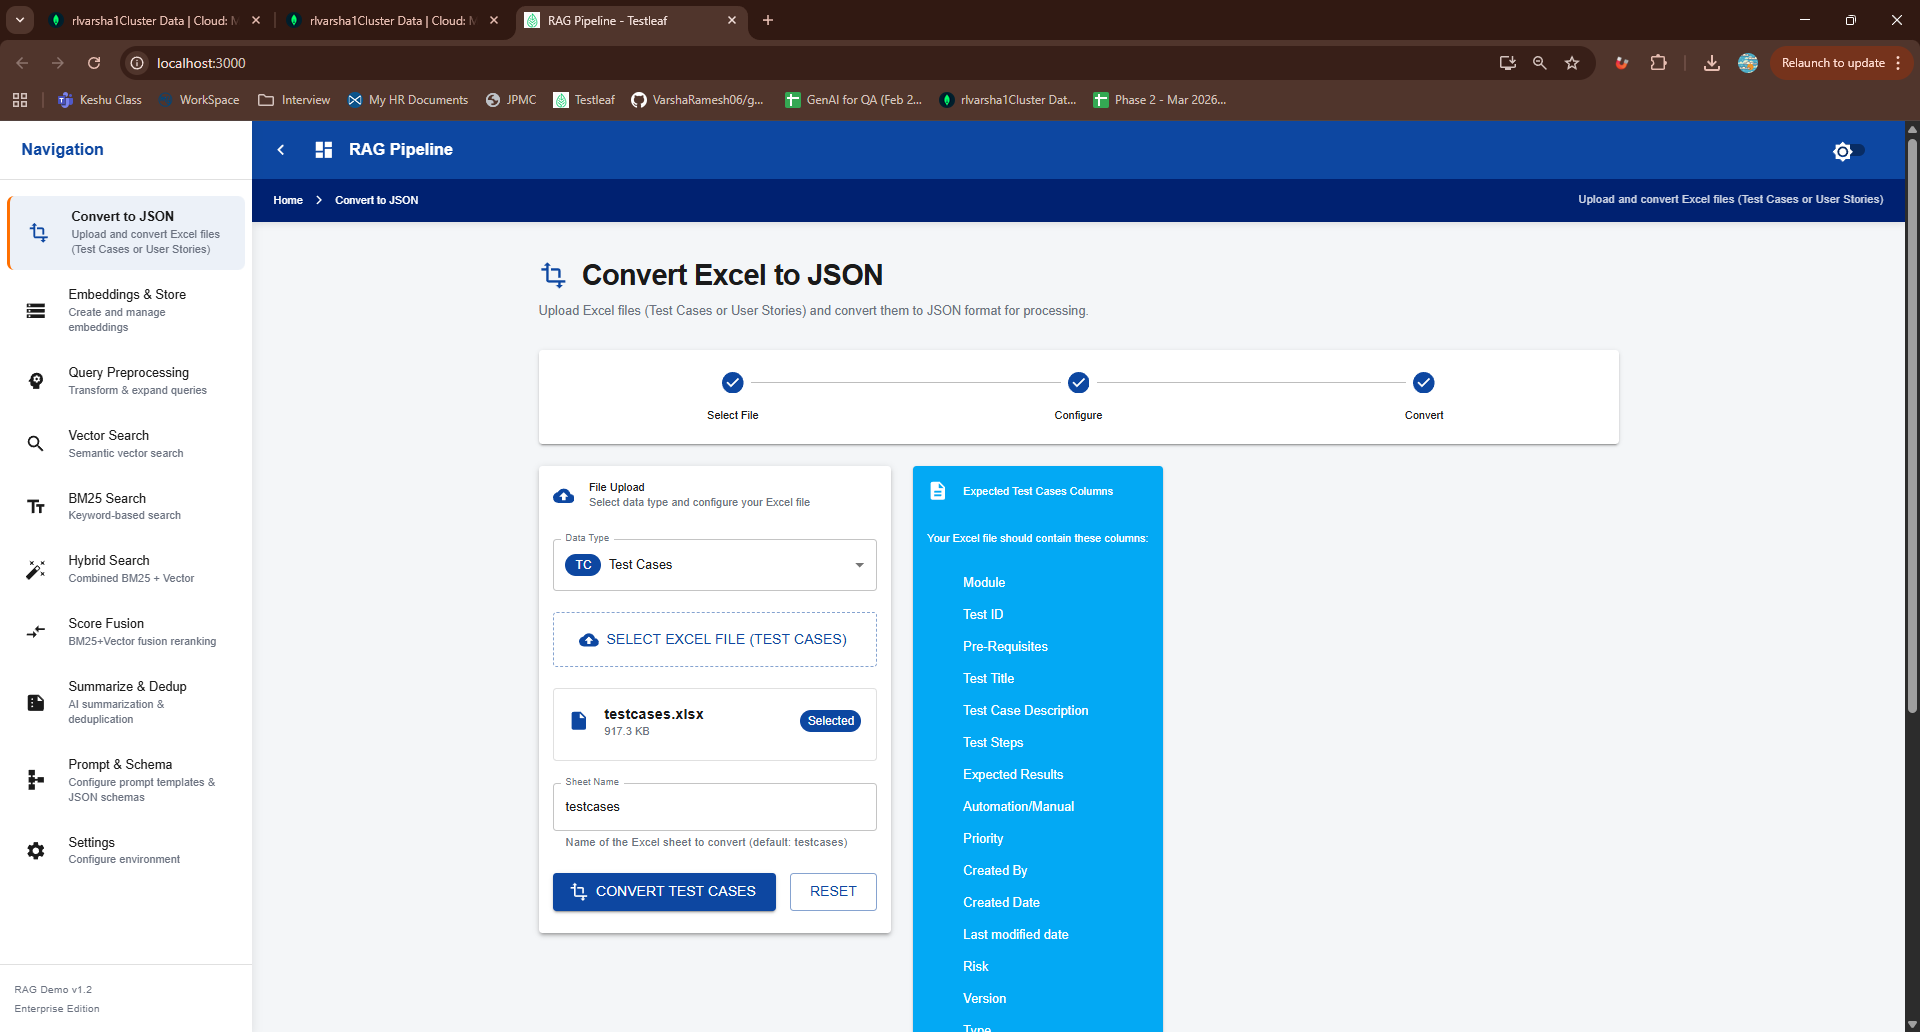 rlvarsha1Cluster Data | Cloud: M
rlvarsha1Cluster Data | Cloud: M
RAG Pipeline - Testleaf
localhost:3000
Relaunch to update
Keshu Class
WorkSpace
Interview
My HR Documents
JPMC
Testleaf
VarshaRamesh06/g...
GenAI for QA (Feb 2...
rlvarsha1Cluster Dat...
Phase 2 - Mar 2026...
Navigation
RAG Pipeline
Home
Convert to JSON
Upload and convert Excel files (Test Cases or User Stories)
Convert to JSON
Upload and convert Excel files
(Test Cases or User Stories)
Embeddings & Store
Create and manage
embeddings
Query Preprocessing
Transform & expand queries
Vector Search
Semantic vector search
BM25 Search
Keyword-based search
Hybrid Search
Combined BM25 + Vector
Score Fusion
BM25+Vector fusion reranking
Summarize & Dedup
AI summarization &
deduplication
Prompt & Schema
Configure prompt templates &
JSON schemas
Settings
Configure environment
RAG Demo v1.2
Enterprise Edition
Convert Excel to JSON
Upload Excel files (Test Cases or User Stories) and convert them to JSON format for processing.
Select File
Configure
Convert
File Upload
Select data type and configure your Excel file
Data Type
TC Test Cases
SELECT EXCEL FILE (TEST CASES)
testcases.xlsx
917.3 KB
Selected
Sheet Name
testcases
Name of the Excel sheet to convert (default: testcases)
CONVERT TEST CASES
RESET
Expected Test Cases Columns
Your Excel file should contain these columns:
Module
Test ID
Pre-Requisites
Test Title
Test Case Description
Test Steps
Expected Results
Automation/Manual
Priority
Created By
Created Date
Last modified date
Risk
Version
Type